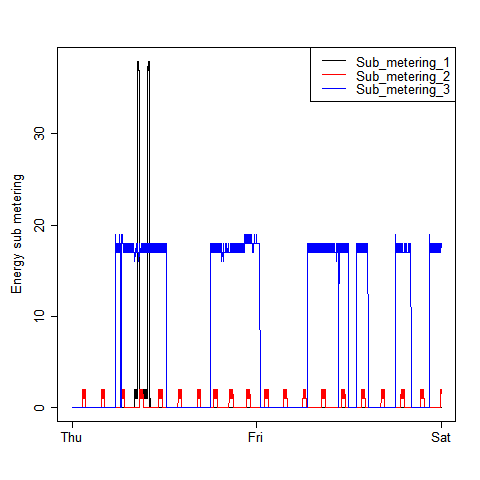 Sub_metering_1
Sub_metering_2
Sub_metering_3
Energy sub metering
30
20
10
0
Thu
Fri
Sat